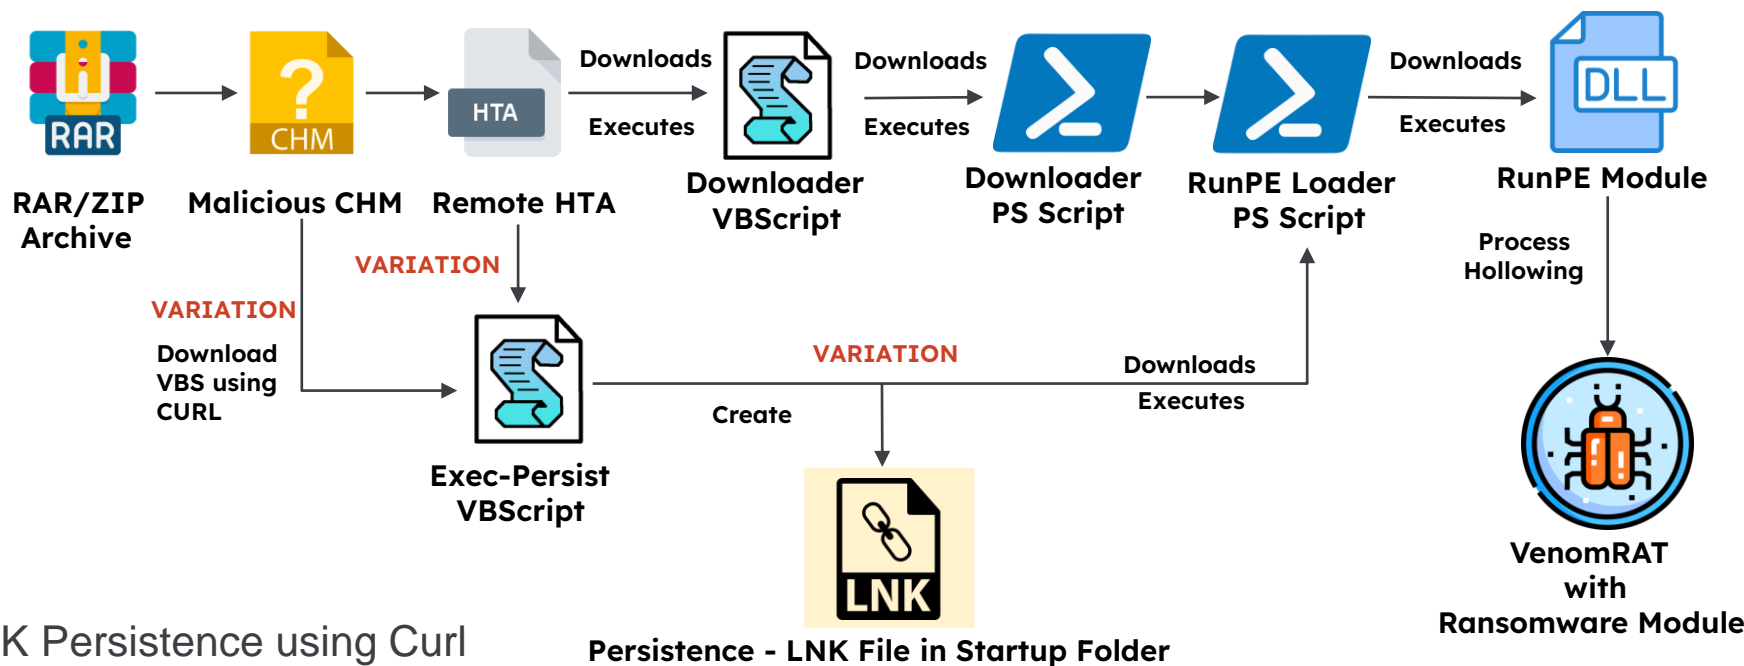 RAR
CHM
HTA
Downloads
Executes
Downloads
Executes
Downloads
Executes
DLL
RAR/ZIP
Archive
Malicious CHM
Remote HTA
Downloader
VBScript
Downloader
PS Script
RunPE Loader
PS Script
RunPE Module
VARIATION
VARIATION
Download
VBS using
CURL
Process
Hollowing
VARIATION
Create
Downloads
Executes
Exec-Persist
VBScript
LNK
VenomRAT
with
Ransomware Module
K Persistence using Curl
Persistence - LNK File in Startup Folder